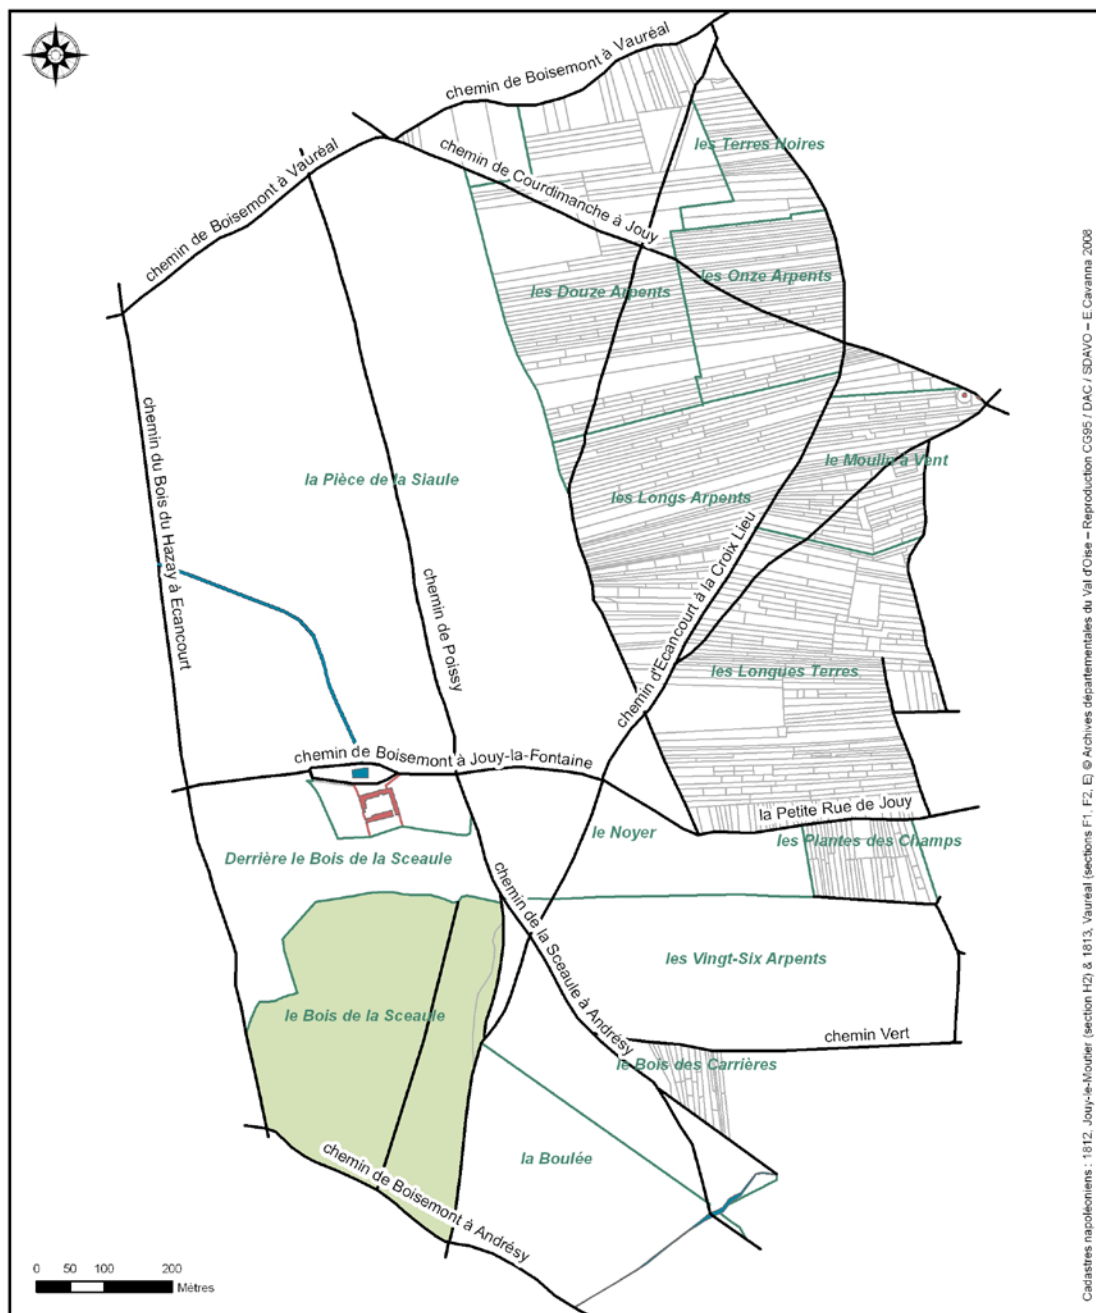 chemin de Boisemont à Vauréal
chemin de Boisemont à Vauréal
les Terres Noires
chemin de Courdimanche à Jouy
les Onze Arpents
les Douze Arpents
chemin du Bois du Hazay à Ecancourt
la Pièce de la Siaule
le Moulin à Vent
les Longs Arpents
chemin de Poissy
chemin d'Ecancourt à la Croix Lieu
les Longues Terres
chemin de Boisemont à Jouy-la-Fontaine
la Petite Rue de Jouy
le Noyer
les Plantes des Champs
Derrière le Bois de la Sceaule
chemin de la Sceaule à Andrésy
les Vingt-Six Arpents
le Bois de la Sceaule
chemin Vert
le Bois des Carrières
la Boulée
chemin de Boisemont à Andrésy
0 50 100 200
Mètres
Cadastres napoléoniens : 1812, Jouy-le-Moutier (section H2) & 1813, Vauréal (sections F1, F2, E) © Archives départementales du Val d'Oise – Reproduction CG95 / DAC / SDAVO – E.Cavanna 2008